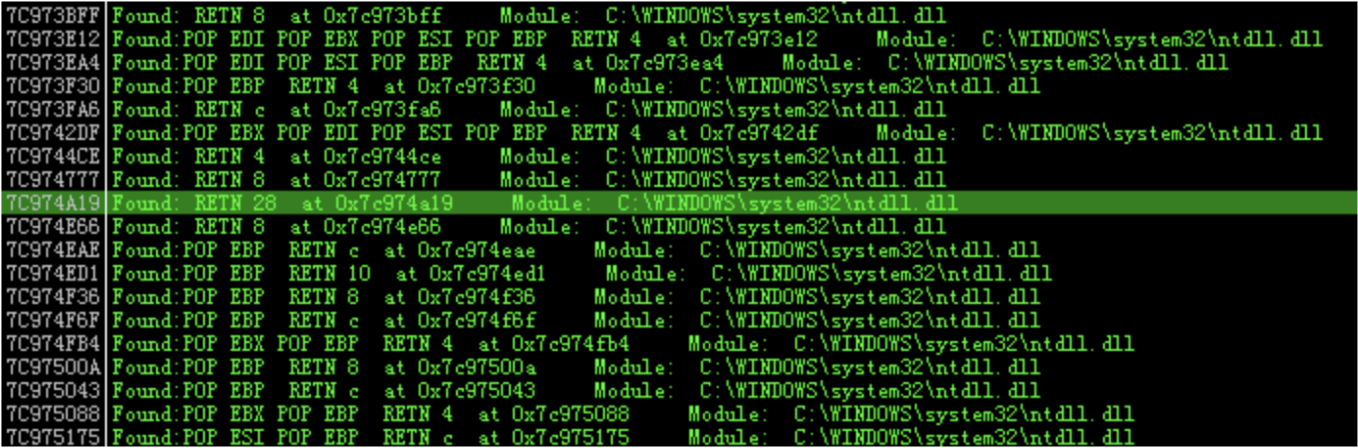 7C973BFF Found: RETN 8 at 0x7c973bff Module: C:\WINDOWS\system32\ntdll.dll
7C973E12 Found:POP EDI POP EBX POP ESI POP EBP RETN 4 at 0x7c973e12 Module: C:\WINDOWS\system32\ntdll.dll
7C973EA4 Found:POP EDI POP ESI POP EBP RETN 4 at 0x7c973ea4 Module: C:\WINDOWS\system32\ntdll.dll
7C973F30 Found:POP EBP RETN 4 at 0x7c973f30 Module: C:\WINDOWS\system32\ntdll.dll
7C973FA6 Found: RETN c at 0x7c973fa6 Module: C:\WINDOWS\system32\ntdll.dll
7C9742DF Found:POP EBX POP EDI POP ESI POP EBP RETN 4 at 0x7c9742df Module: C:\WINDOWS\system32\ntdll.dll
7C9744CE Found: RETN 4 at 0x7c9744ce Module: C:\WINDOWS\system32\ntdll.dll
7C974777 Found: RETN 8 at 0x7c974777 Module: C:\WINDOWS\system32\ntdll.dll
7C974A19 Found: RETN 28 at 0x7c974a19 Module: C:\WINDOWS\system32\ntdll.dll
7C974E66 Found: RETN 8 at 0x7c974e66 Module: C:\WINDOWS\system32\ntdll.dll
7C974EAE Found:POP EBP RETN c at 0x7c974eae Module: C:\WINDOWS\system32\ntdll.dll
7C974ED1 Found:POP EBP RETN 10 at 0x7c974ed1 Module: C:\WINDOWS\system32\ntdll.dll
7C974F36 Found:POP EBP RETN 8 at 0x7c974f36 Module: C:\WINDOWS\system32\ntdll.dll
7C974F6F Found:POP EBP RETN c at 0x7c974f6f Module: C:\WINDOWS\system32\ntdll.dll
7C974FB4 Found:POP EBX POP EBP RETN 4 at 0x7c974fb4 Module: C:\WINDOWS\system32\ntdll.dll
7C97500A Found:POP EBP RETN 8 at 0x7c97500a Module: C:\WINDOWS\system32\ntdll.dll
7C975043 Found:POP EBP RETN c at 0x7c975043 Module: C:\WINDOWS\system32\ntdll.dll
7C975088 Found:POP EBX POP EBP RETN 4 at 0x7c975088 Module: C:\WINDOWS\system32\ntdll.dll
7C975175 Found:POP ESI POP EBP RETN c at 0x7c975175 Module: C:\WINDOWS\system32\ntdll.dll